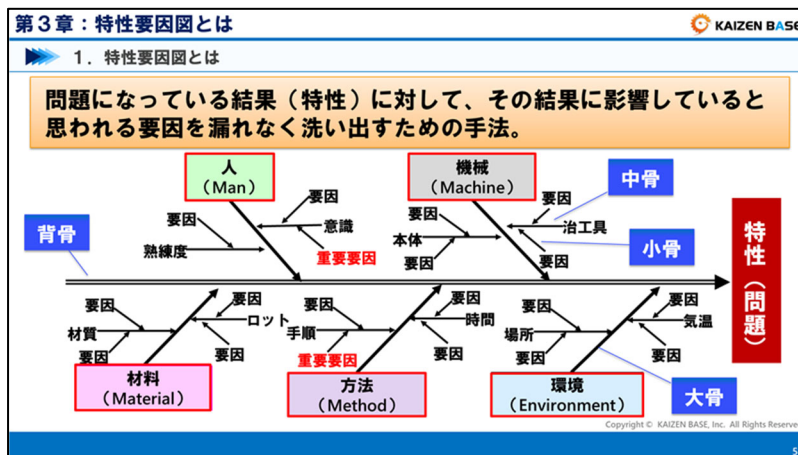 第３章：特性要因図とは
KAIZEN BASE
１．特性要因図とは
問題になっている結果（特性）に対して、その結果に影響していると
思われる要因を漏れなく洗い出すための手法。
人
（Man）
機械
（Machine）
中骨
要因
要因
要因
意識
重要要因
熟練度
要因
本体
要因
要因
治工具
要因
小骨
背骨
特性（問題）
要因
材質
要因
要因
ロット
要因
要因
手順
重要要因
要因
時間
要因
要因
場所
要因
要因
気温
要因
材料
（Material）
方法
（Method）
環境
（Environment）
大骨
Copyright © KAIZEN BASE, Inc. All Rights Reserve
5